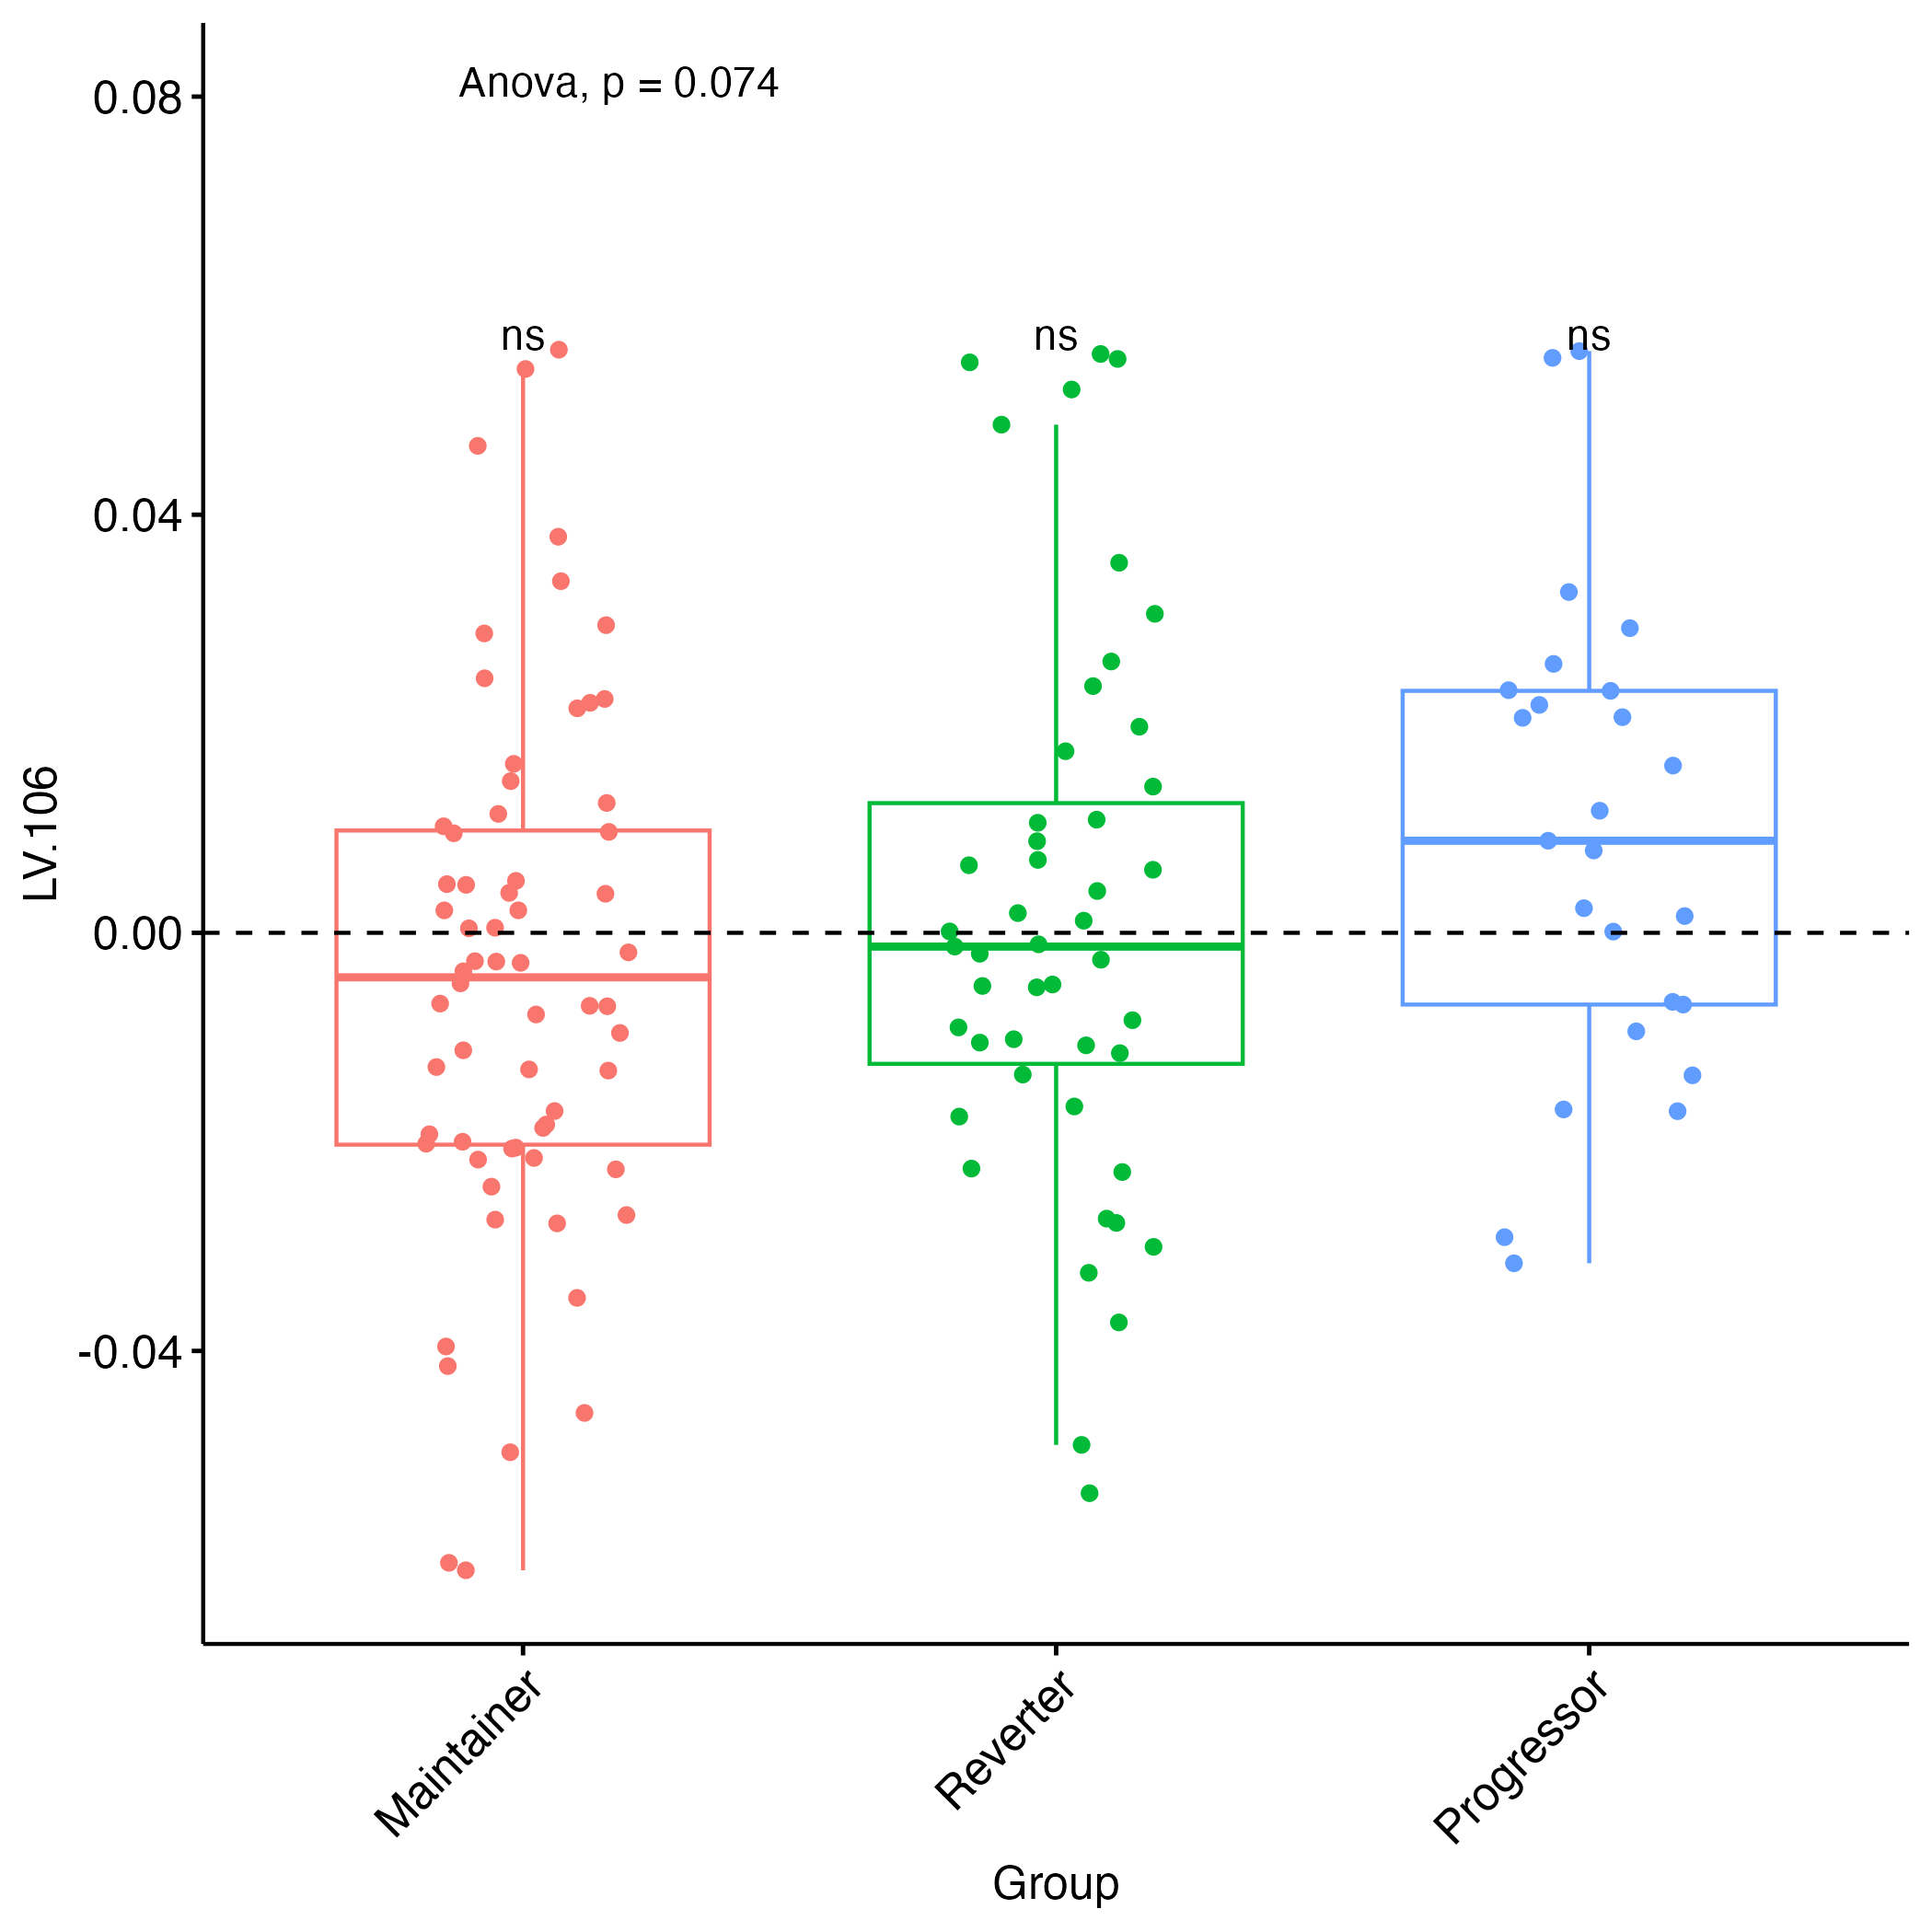 Anova, p = 0.074
0.08
0.04
0.00
-0.04
LV.106
ns
ns
ns
Maintainer
Reverter
Progressor
Group